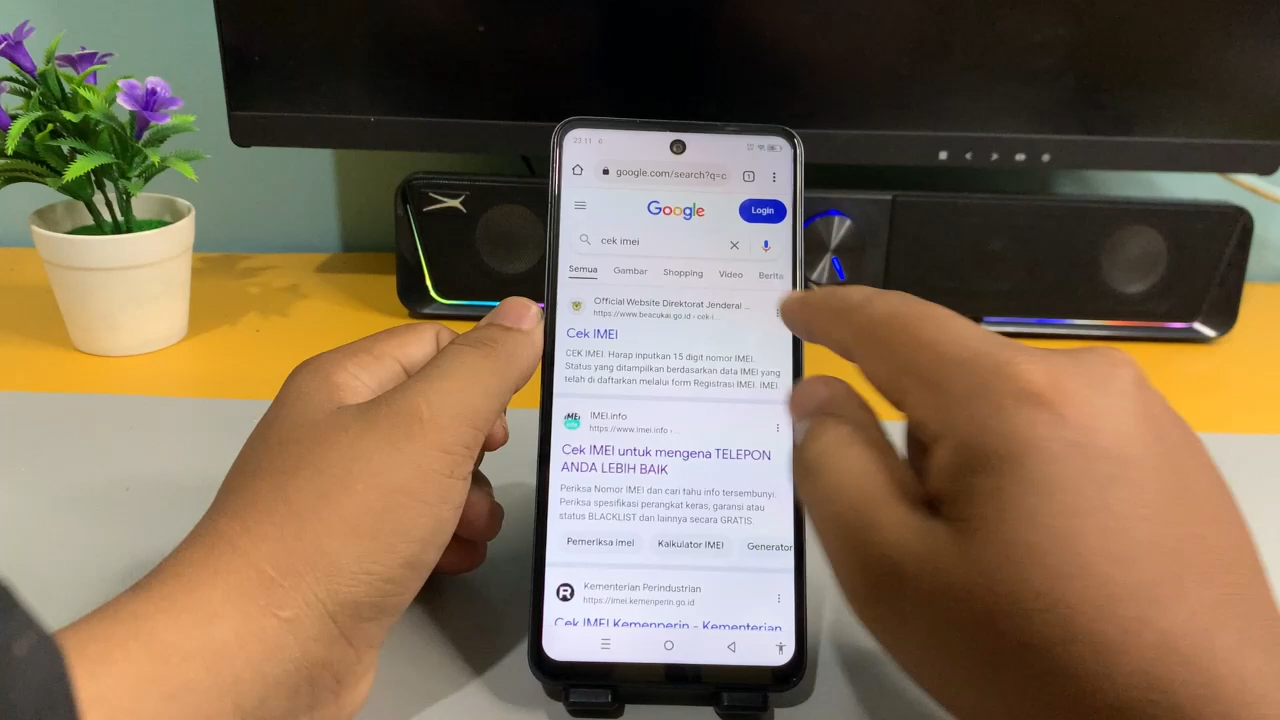 23.11
google.com/search?q=c
1
Google
Login
cek imei
Semua
Gambar
Shopping
Video
Berita
Official Website Direktorat Jenderal ...
https://www.beacukai.go.id › cek-i...
Cek IMEI
CEK IMEI. Harap inputkan 15 digit nomor IMEI.
Status yang ditampilkan berdasarkan data IMEI yang
telah di daftarkan melalui form Registrasi IMEI. IMEI.
IMEI.info
https://www.imei.info › ...
Cek IMEI untuk mengena TELEPON
ANDA LEBIH BAIK
Periksa Nomor IMEI dan cari tahu info tersembunyi.
Periksa spesifikasi perangkat keras, garansi atau
status BLACKLIST dan lainnya secara GRATIS.
Pemeriksa imei
Kalkulator IMEI
Generator
R
Kementerian Perindustrian
https://imei.kemenperin.go.id
Cek IMEI Kemenperin - Kementerian